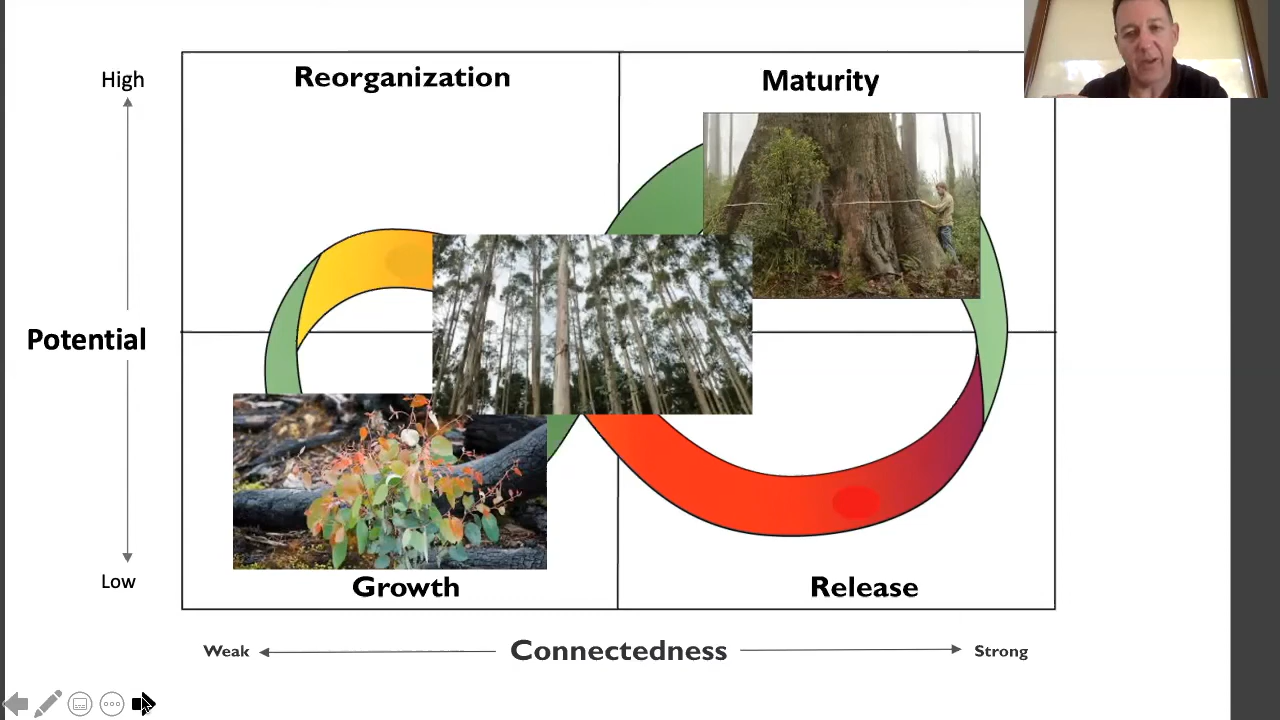 Reorganization
Maturity
High
Potential
Low
Growth
Release
Weak
Connectedness
Strong